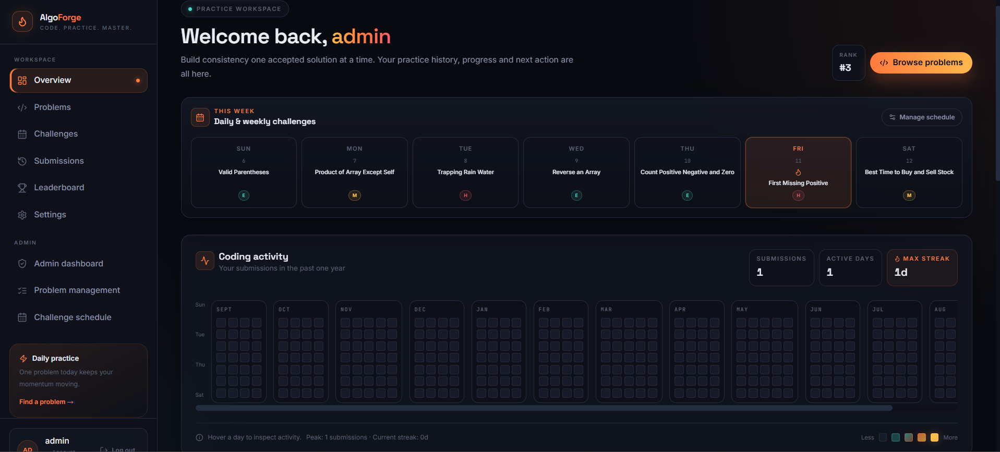 AlgoForge
CODE. PRACTICE. MASTER.
WORKSPACE
Overview
Problems
Challenges
Submissions
Leaderboard
Settings
ADMIN
Admin dashboard
Problem management
Challenge schedule
Daily practice
One problem today keeps your
momentum moving.
Find a problem →
AD
admin
Log out
PRACTICE WORKSPACE
Welcome back, admin
Build consistency one accepted solution at a time. Your practice history, progress and next action are
all here.
RANK
#3
Browse problems
THIS WEEK
Daily & weekly challenges
Manage schedule
SUN
6
Valid Parentheses
E
MON
7
Product of Array Except Self
M
TUE
8
Trapping Rain Water
H
WED
9
Reverse an Array
E
THU
10
Count Positive Negative and Zero
E
FRI
11
First Missing Positive
H
SAT
12
Best Time to Buy and Sell Stock
M
Coding activity
Your submissions in the past one year
SUBMISSIONS
1
ACTIVE DAYS
1
MAX STREAK
1d
SEPT OCT NOV DEC JAN FEB MAR APR MAY JUN JUL AUG
Sun
Tue
Thu
Sat
Hover a day to inspect activity. Peak: 1 submissions · Current streak: 0d
Less More